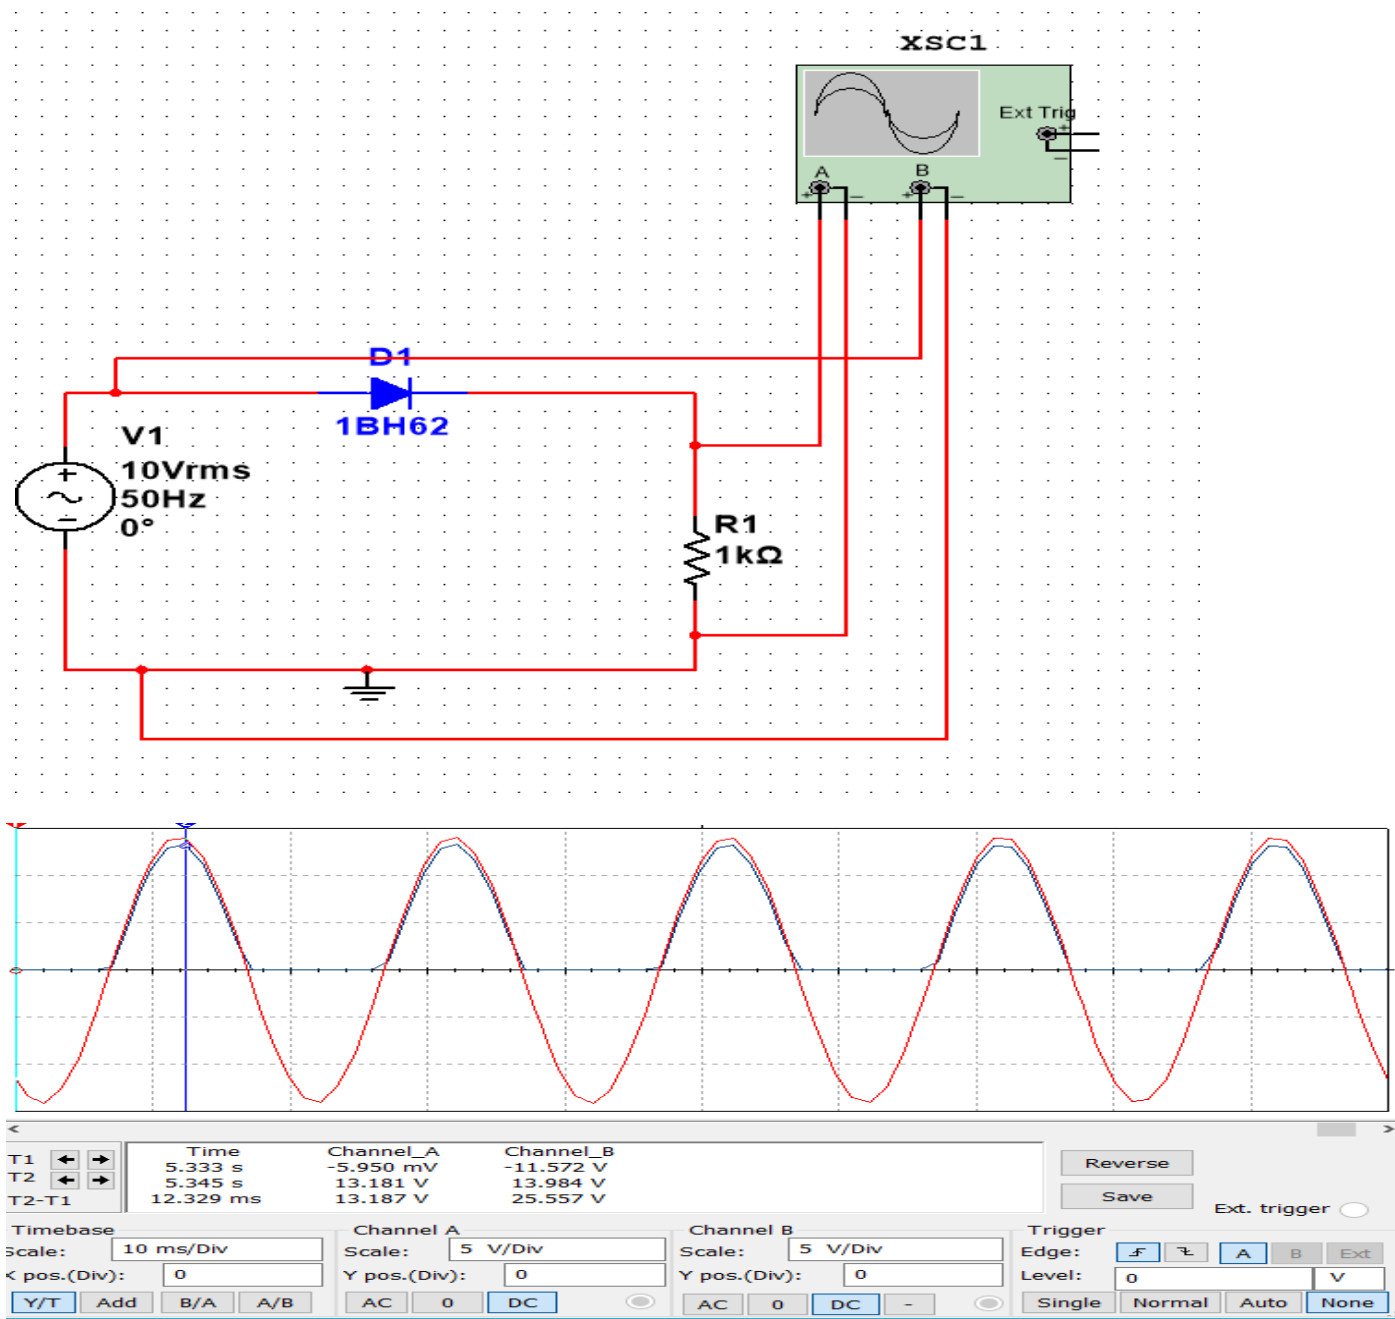 XSC1
Ext Trig
+
_
A
B
+
_
+
_
D1
1BH62
V1
+
10Vrms
50Hz
0°
R1
1kΩ
< >
T1 Time Channel_A Channel_B
5.333 s -5.950 mV -11.572 V Reverse
T2 5.345 s 13.181 V 13.984 V
T2-T1 12.329 ms 13.187 V 25.557 V Save
Ext. trigger
Timebase Channel A Channel B Trigger
Scale: 10 ms/Div Scale: 5 V/Div Scale: 5 V/Div Edge: A B Ext
X pos.(Div): 0 Y pos.(Div): 0 Y pos.(Div): 0 Level: 0 V
Y/T Add B/A A/B AC 0 DC AC 0 DC - Single Normal Auto None